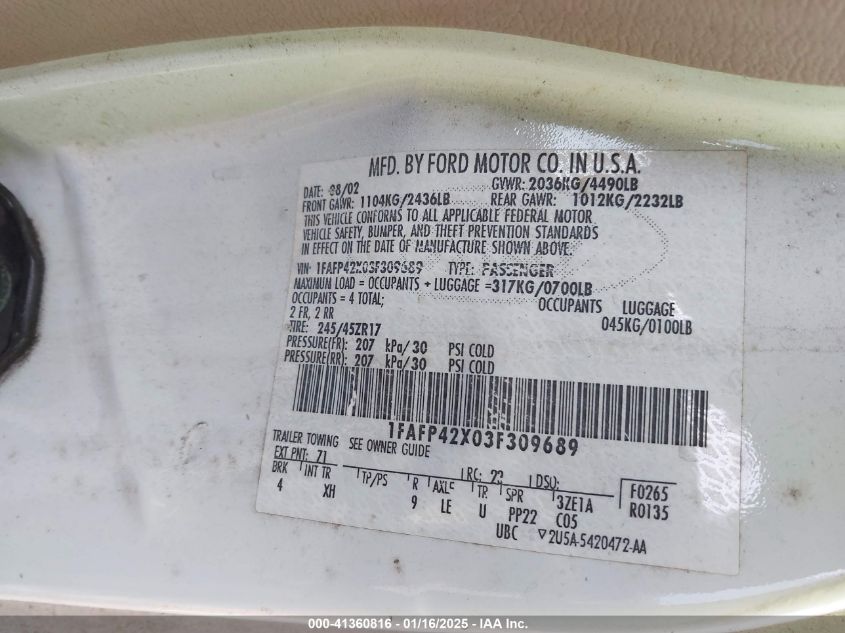 MFD. BY FORD MOTOR CO. IN U.S.A.
DATE: 08/02 GVWR: 2036KG/4490LB
FRONT GAWR: 1104KG/2436LB REAR GAWR: 1012KG/2232LB
THIS VEHICLE CONFORMS TO ALL APPLICABLE FEDERAL MOTOR
VEHICLE SAFETY, BUMPER, AND THEFT PREVENTION STANDARDS
IN EFFECT ON THE DATE OF MANUFACTURE SHOWN ABOVE.
VIN: 1FAFP42X03F309689 TYPE: PASSENGER
MAXIMUM LOAD = OCCUPANTS + LUGGAGE = 317KG/0700LB
OCCUPANTS = 4 TOTAL; OCCUPANTS LUGGAGE
2 FR, 2 RR 045KG/0100LB
TIRE: 245/45ZR17
PRESSURE(FR): 207 kPa/30 PSI COLD
PRESSURE(RR): 207 kPa/30 PSI COLD
1FAFP42X03F309689
TRAILER TOWING SEE OWNER GUIDE
EXT PNT: 71 RC: 23 DSO: F0265
BRK INT TR TP/PS R AXLE TR SPR 3ZE1A R0135
4 XH 9 LE U PP22 C05
UBC ▽2U5A-5420472-AA
000-41360816 - 01/16/2025 - IAA Inc.